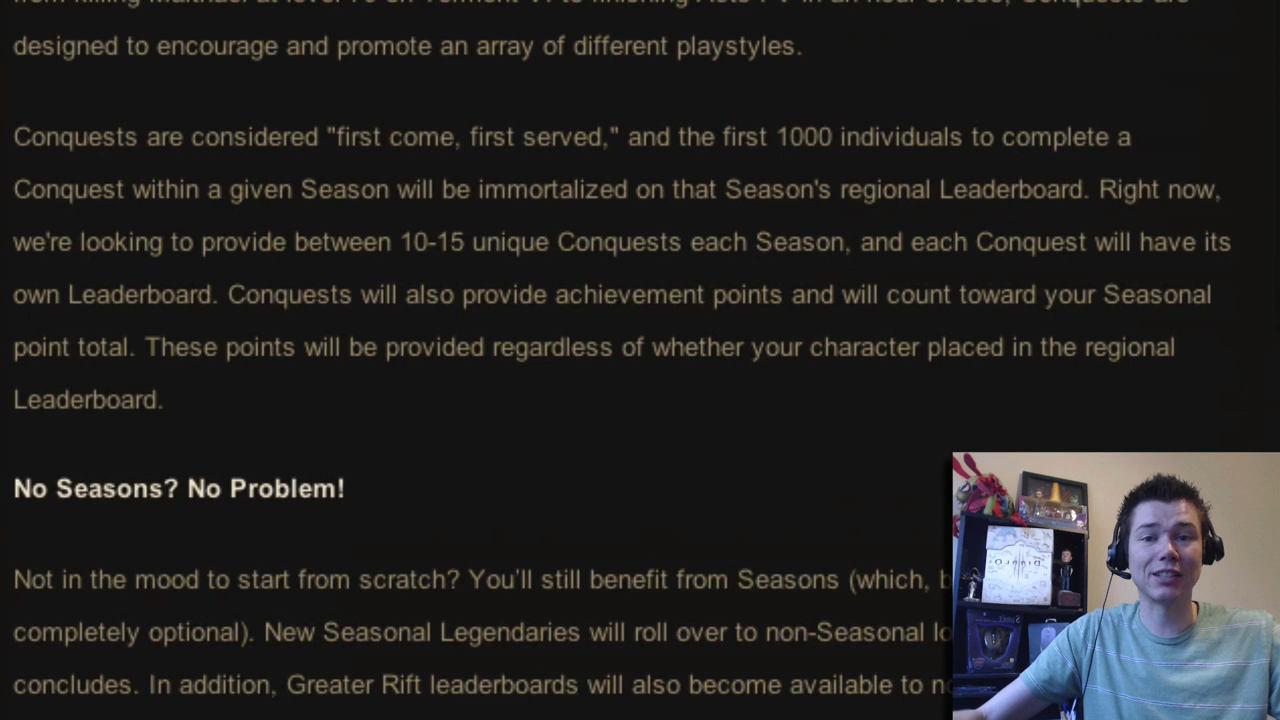 designed to encourage and promote an array of different playstyles.
Conquests are considered "first come, first served," and the first 1000 individuals to complete a
Conquest within a given Season will be immortalized on that Season's regional Leaderboard. Right now,
we're looking to provide between 10-15 unique Conquests each Season, and each Conquest will have its
own Leaderboard. Conquests will also provide achievement points and will count toward your Seasonal
point total. These points will be provided regardless of whether your character placed in the regional
Leaderboard.
No Seasons? No Problem!
Not in the mood to start from scratch? You'll still benefit from Seasons (which,
completely optional). New Seasonal Legendaries will roll over to non-Seasonal
concludes. In addition, Greater Rift leaderboards will also become available to